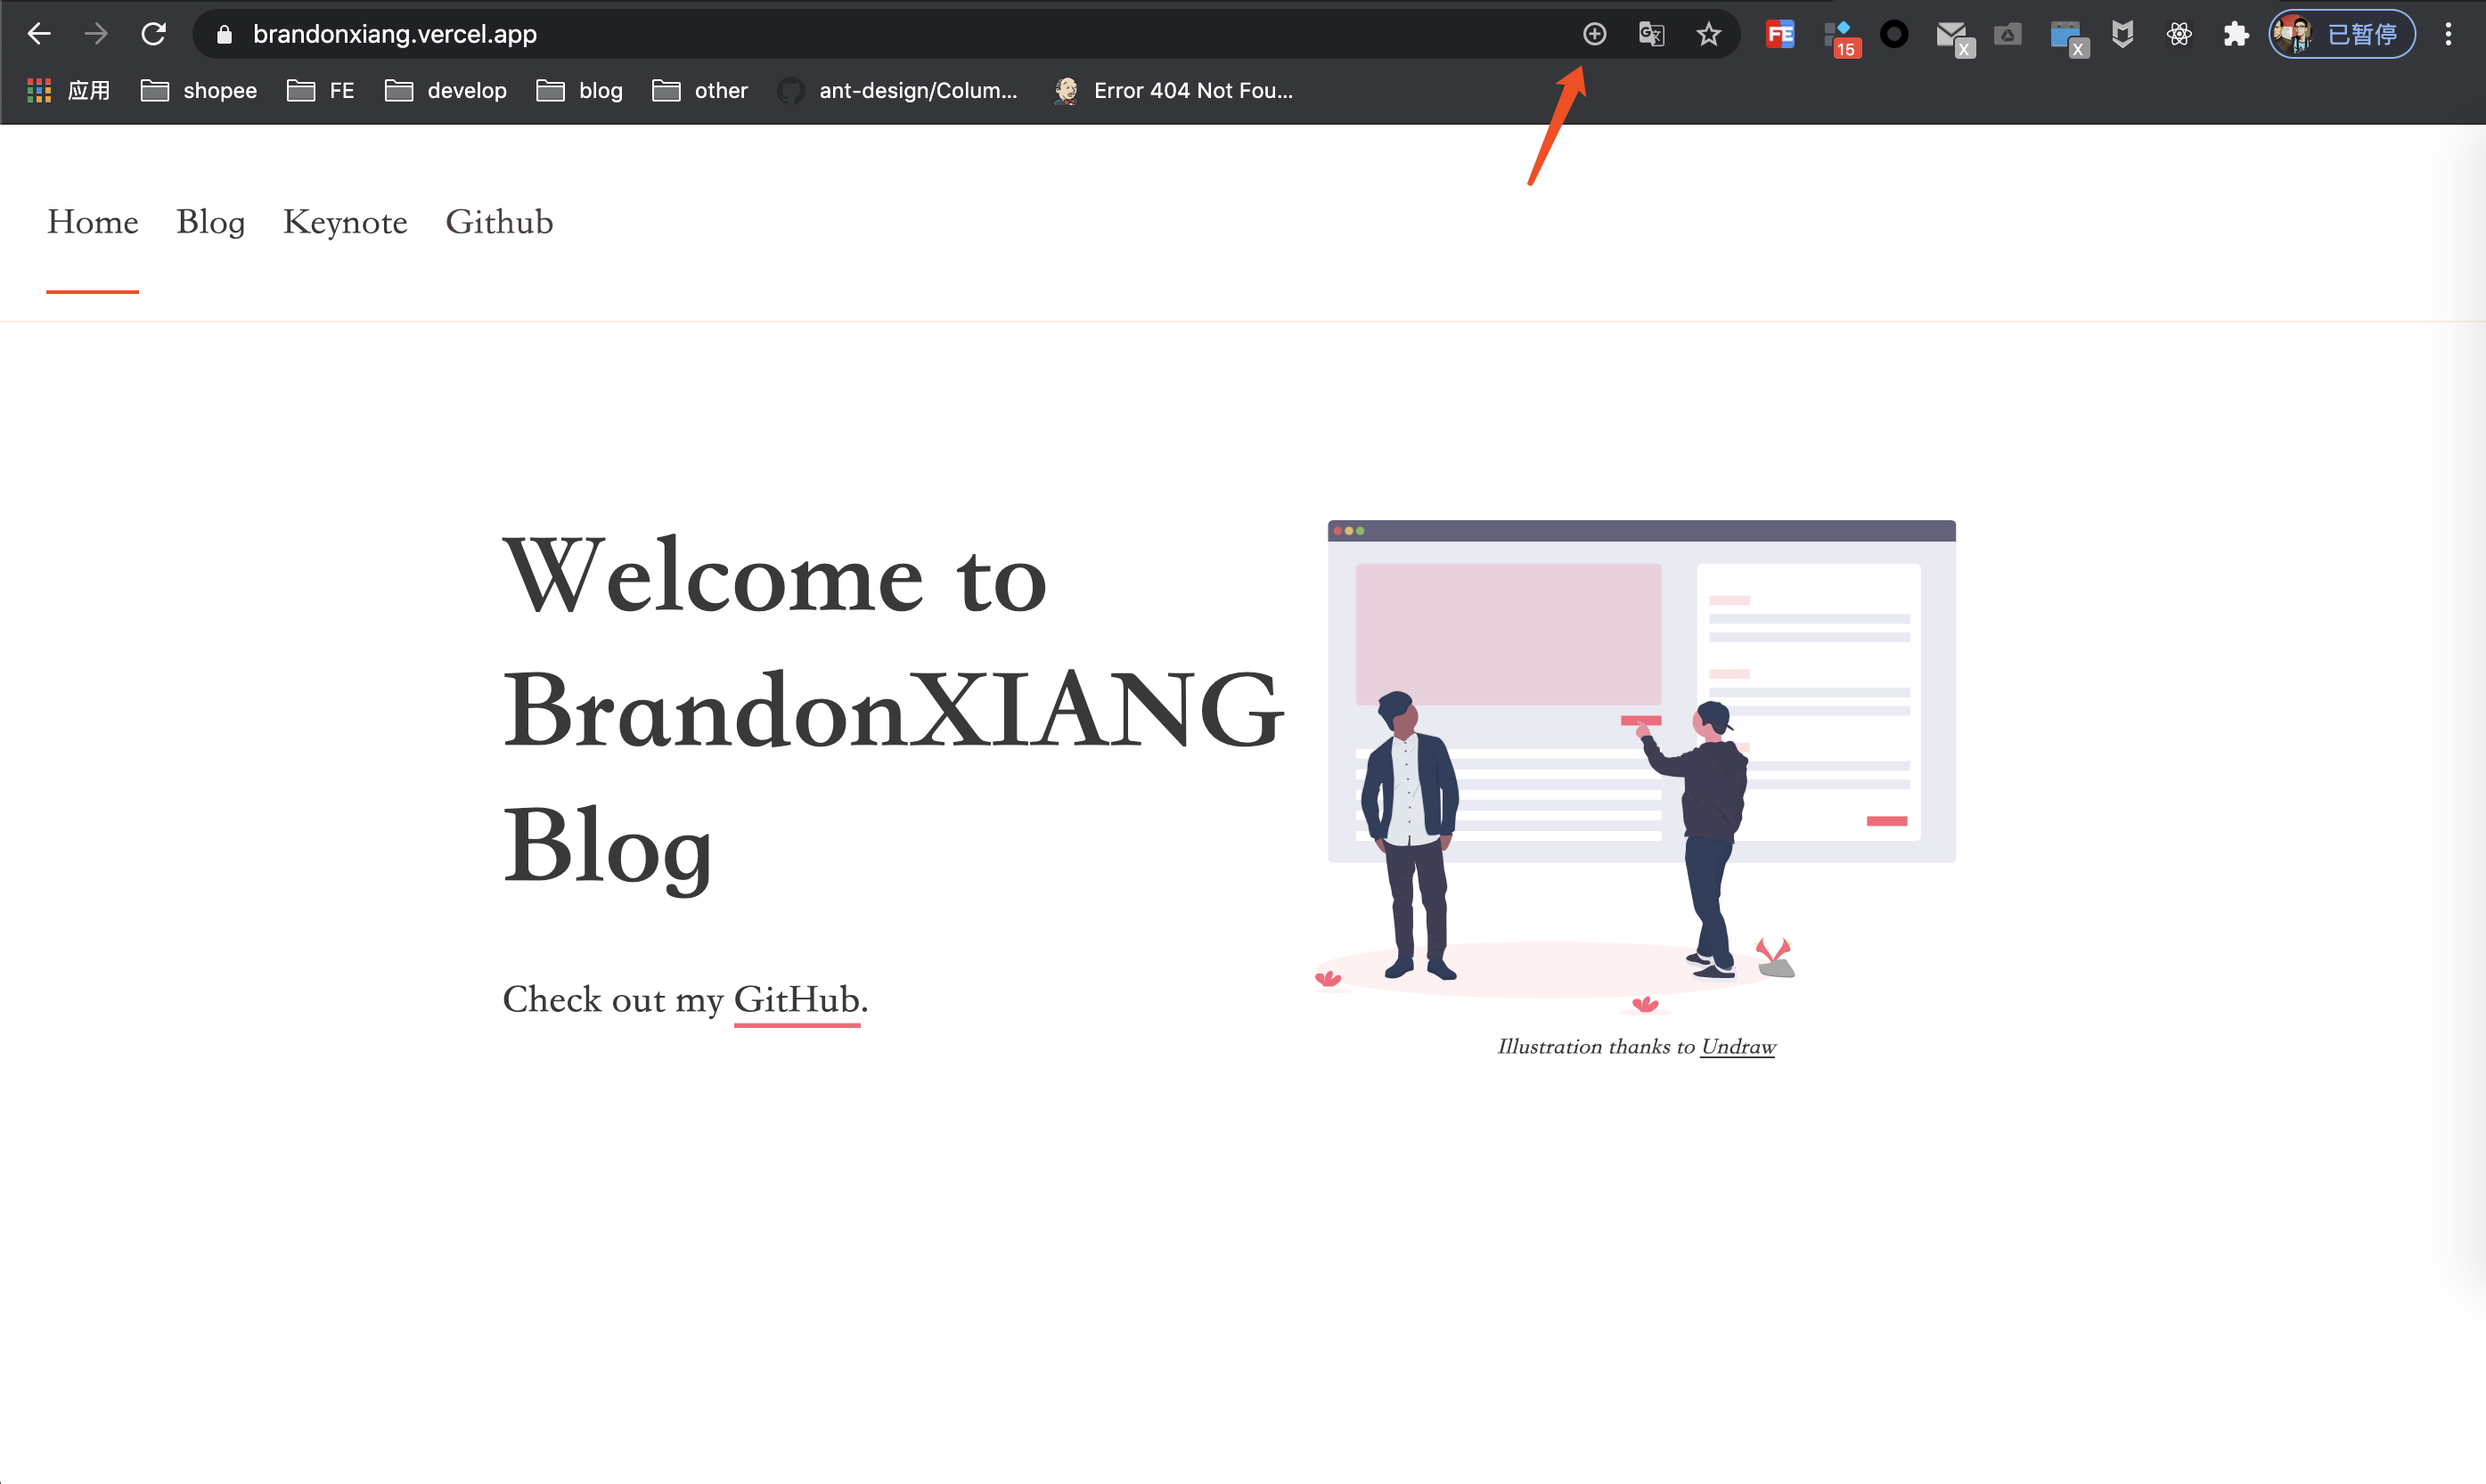 brandonxiang.vercel.app
FE
15
X
X
已暂停
应用
shopee
FE
develop
blog
other
ant-design/Colum...
Error 404 Not Fou...
Home
Blog
Keynote
Github
Welcome to
BrandonXIANG
Blog
Check out my GitHub.
Illustration thanks to Undraw